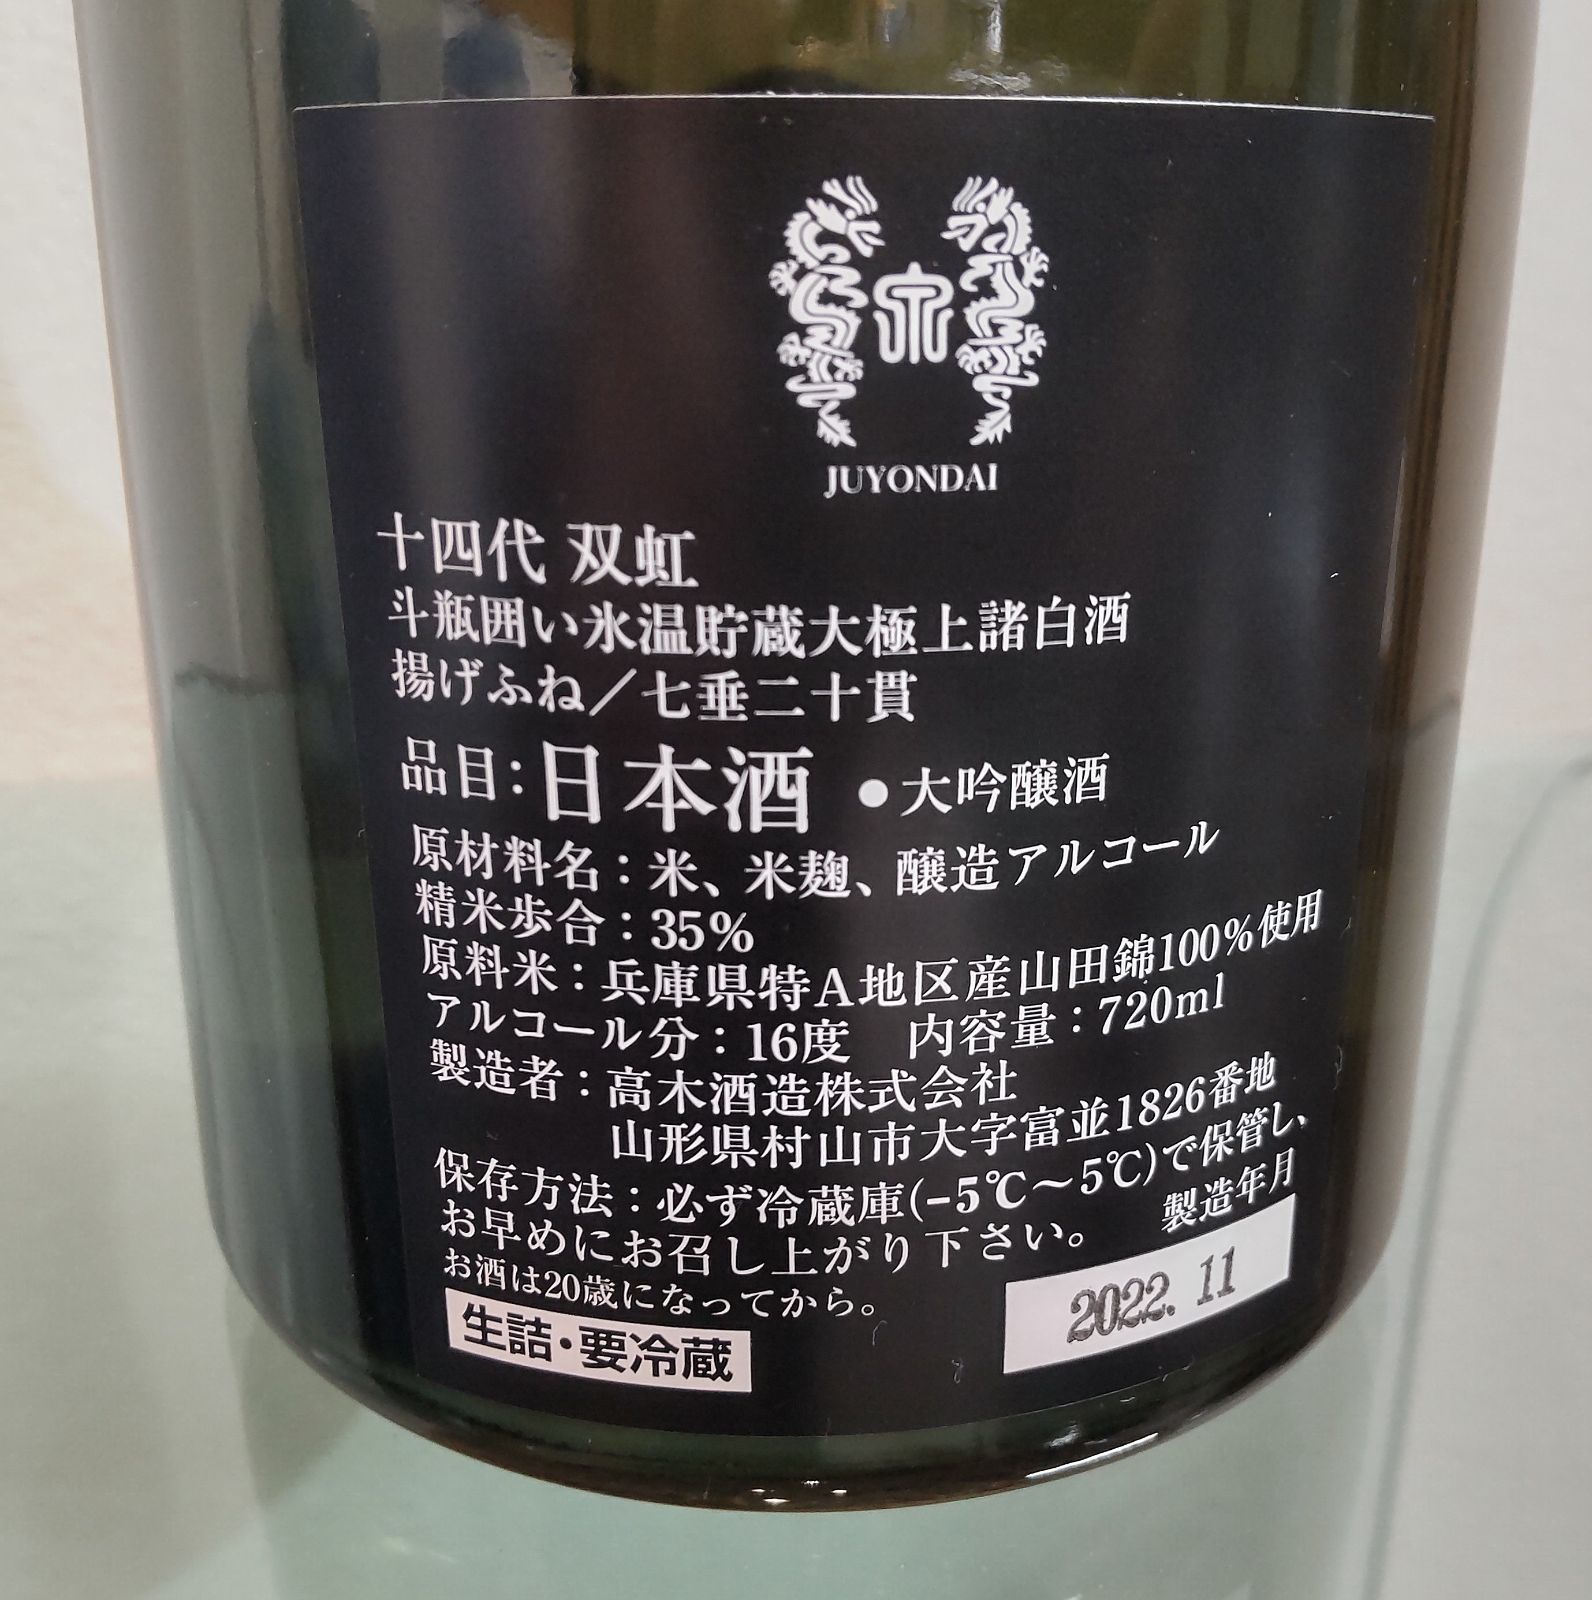 泉
JUYONDAI
十四代 双虹
斗瓶囲い氷温貯蔵大極上諸白酒
揚げふね／七垂二十貫
品目：日本酒 ●大吟醸酒
原材料名：米、米麹、醸造アルコール
精米歩合：35%
原料米：兵庫県特A地区産山田錦100%使用
アルコール分：16度 内容量：720ml
製造者：高木酒造株式会社
山形県村山市大字富並1826番地
保存方法：必ず冷蔵庫(−5℃～5℃)で保管し、
お早めにお召し上がり下さい。
製造年月
お酒は20歳になってから。
2022.11
生詰・要冷蔵